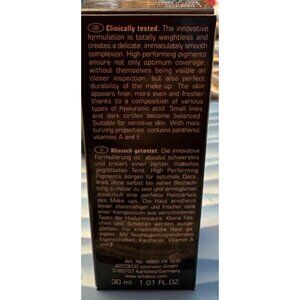 GB Clinically tested. The innovative
formulation is totally weightless and
creates a delicate, immaculately smooth
complexion. High performing pigments
ensure not only optimum coverage,
without themselves being visible on
closer inspection, but also perfect
durability of the make-up. The skin
appears finer, more even and fresher
thanks to a composition of various
types of hyaluronic acid. Small lines
and dark circles become balanced.
Suitable for sensitive skin. With mois-
turizing properties, contains panthenol,
vitamins A and E.
D Klinisch getestet. Die innovative
Formulierung ist absolut schwerelos
und kreiert einen zarten, makellos
geglätteten Teint. High Performing
Pigments sorgen für optimale Deck-
kraft ohne selbst bei naher Betrach-
tung sichtbar zu sein und ermöglichen
zusätzlich eine perfekte Haltbarkeit
des Make ups. Die Haut erscheint
feiner, ebenmäßiger und frischer dank
einer Komposition aus verschiedenen
Typen der Hyaluronsäure. Kleine Fält-
chen und Schatten werden
ausgeglichen. Für empfindliche Haut
geeignet. Mit feuchtigkeitsspendenden
Eigenschaften, Panthenol, Vitamin A
und E.
Art. No.
ARTDECO cosmetic GmbH
D-85757 Karlsfeld/Germany
www.artdeco.com
30 ml · 1.01 FL.OZ.